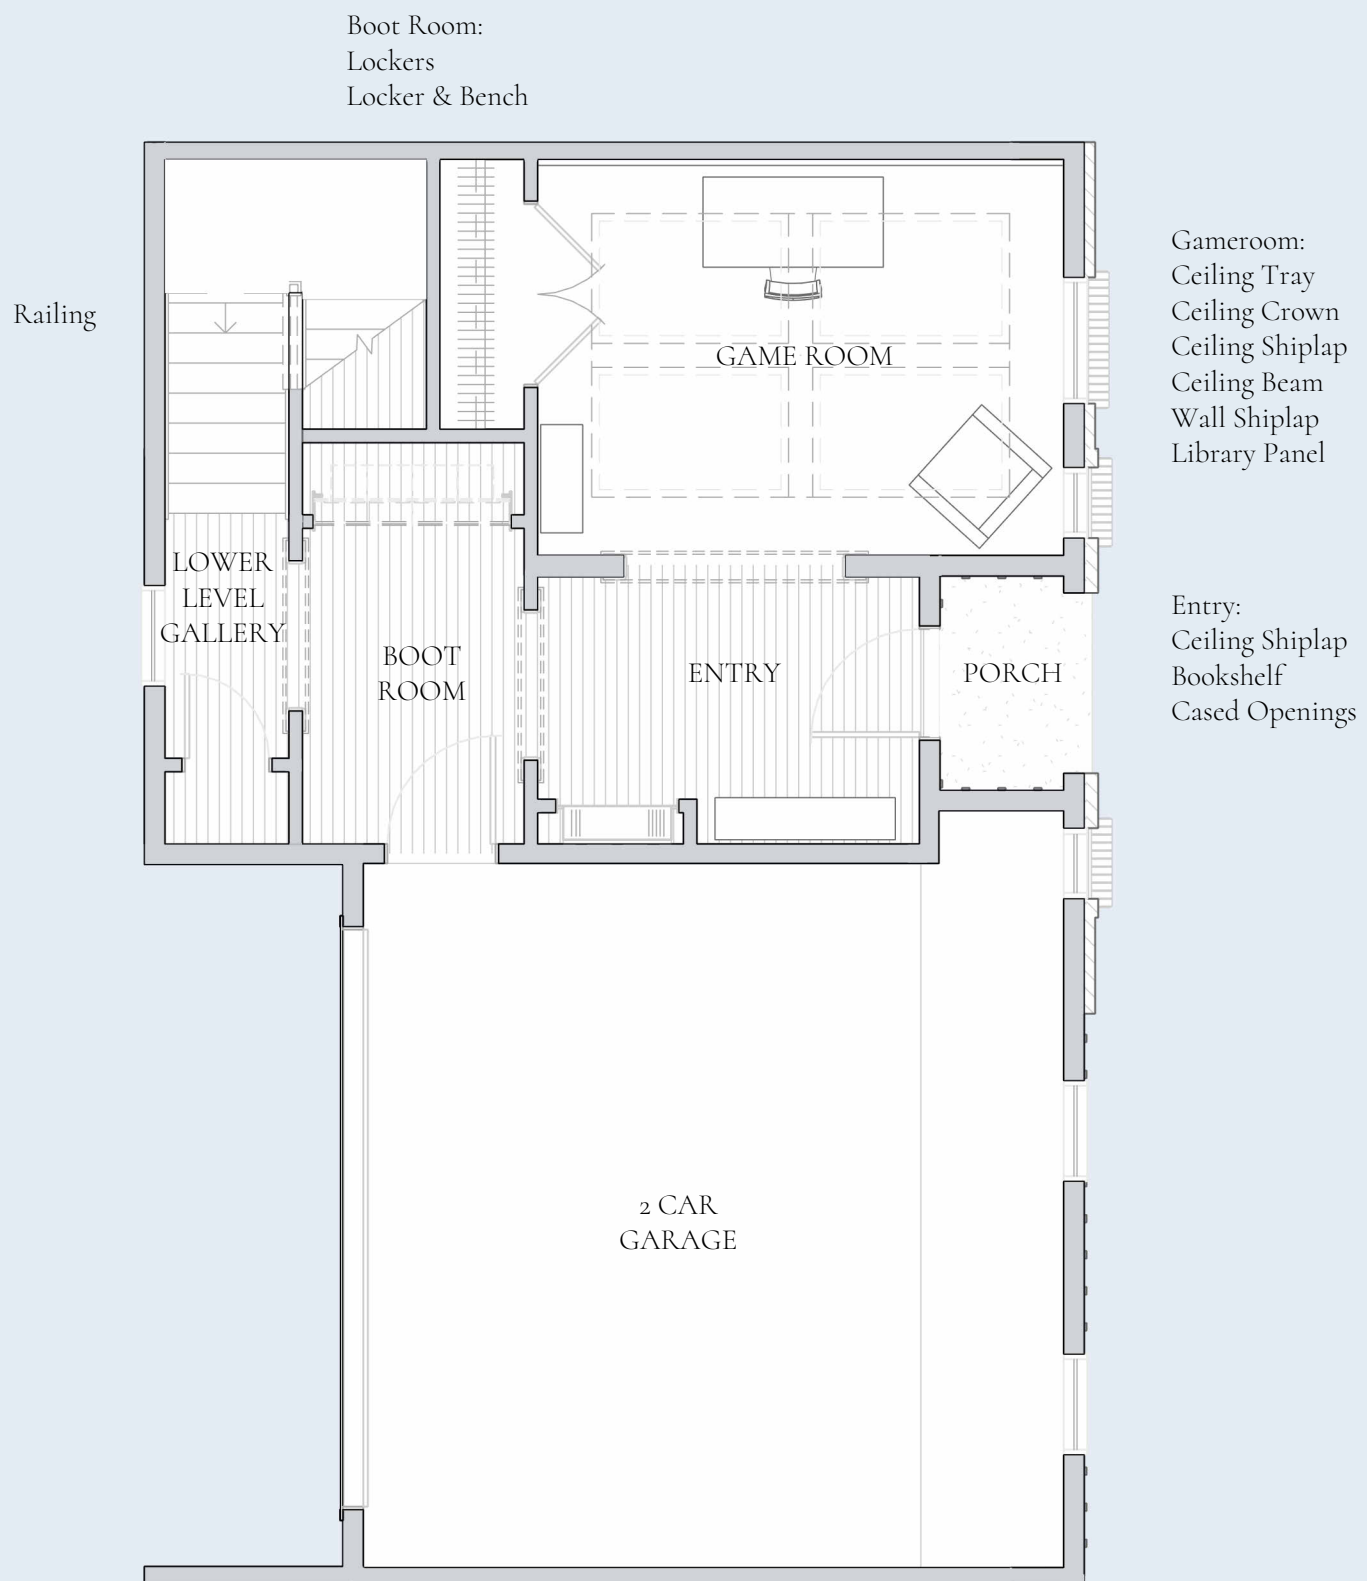 Boot Room:
Lockers
Locker & Bench
Railing
Gameroom:
Ceiling Tray
Ceiling Crown
Ceiling Shiplap
Ceiling Beam
Wall Shiplap
Library Panel
GAME ROOM
LOWER
LEVEL
GALLERY
BOOT
ROOM
ENTRY
PORCH
Entry:
Ceiling Shiplap
Bookshelf
Cased Openings
2 CAR
GARAGE